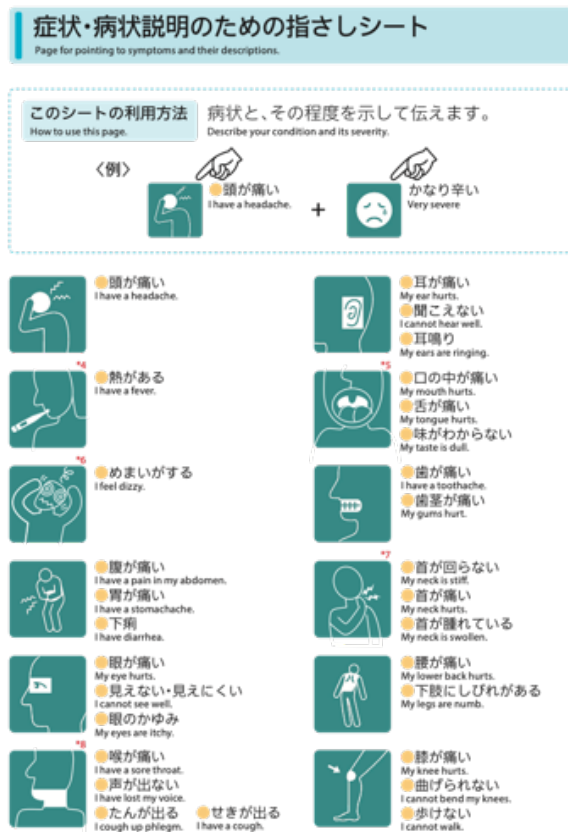 症状・病状説明のための指さしシート
Page for pointing to symptoms and their descriptions.
このシートの利用方法
How to use this page.
病状と、その程度を示して伝えます。
Describe your condition and its severity.
〈例〉
頭が痛い
I have a headache.
+
かなり辛い
Very severe
頭が痛い
I have a headache.
*4
熱がある
I have a fever.
*6
めまいがする
I feel dizzy.
腹が痛い
I have a pain in my abdomen.
胃が痛い
I have a stomachache.
下痢
I have diarrhea.
眼が痛い
My eye hurts.
見えない・見えにくい
I cannot see well.
眼のかゆみ
My eyes are itchy.
*8
喉が痛い
I have a sore throat.
声が出ない
I have lost my voice.
たんが出る
I cough up phlegm.
せきが出る
I have a cough.
耳が痛い
My ear hurts.
聞こえない
I cannot hear well.
耳鳴り
My ears are ringing.
*5
口の中が痛い
My mouth hurts.
舌が痛い
My tongue hurts.
味がわからない
My taste is dull.
歯が痛い
I have a toothache.
歯茎が痛い
My gums hurt.
*7
首が回らない
My neck is stiff.
首が痛い
My neck hurts.
首が腫れている
My neck is swollen.
腰が痛い
My lower back hurts.
下肢にしびれがある
My legs are numb.
膝が痛い
My knee hurts.
曲げられない
I cannot bend my knees.
歩けない
I cannot walk.